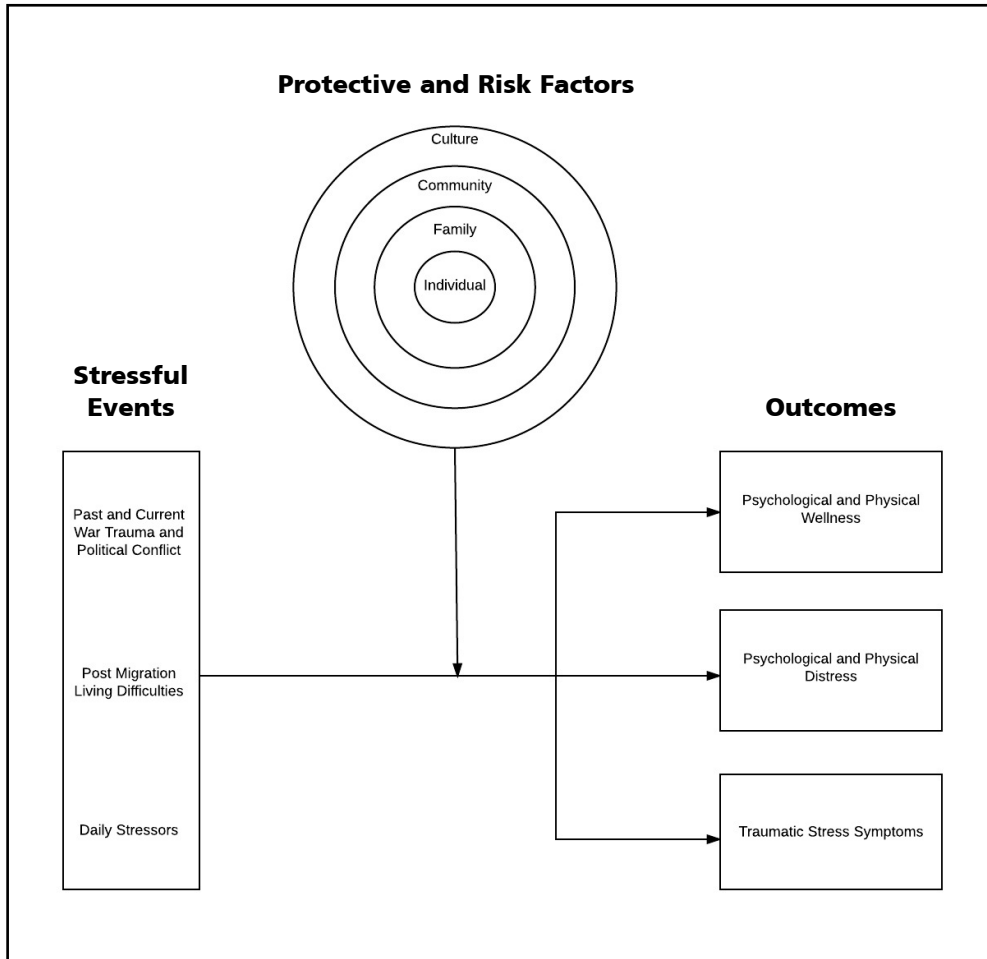 Protective and Risk Factors
Culture
Community
Family
Individual
Stressful
Events
Past and Current
War Trauma and
Political Conflict
Post Migration
Living Difficulties
Daily Stressors
Outcomes
Psychological and Physical
Wellness
Psychological and Physical
Distress
Traumatic Stress Symptoms